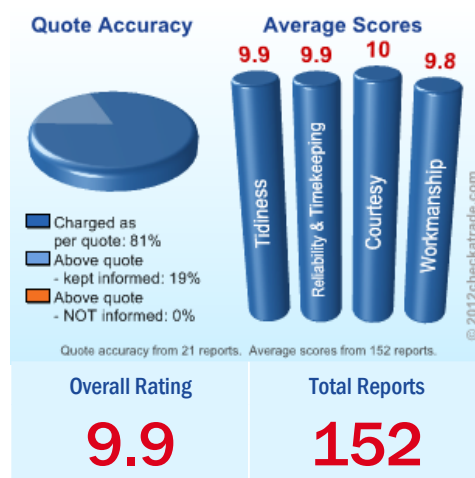 Quote Accuracy
Average Scores
9.9
9.9
10
9.8
Tidiness
Reliability & Timekeeping
Courtesy
Workmanship
Charged as
per quote: 81%
Above quote
- kept informed: 19%
Above quote
- NOT informed: 0%
© 2012checkatrade.com
Quote accuracy from 21 reports. Average scores from 152 reports.
Overall Rating
Total Reports
9.9
152